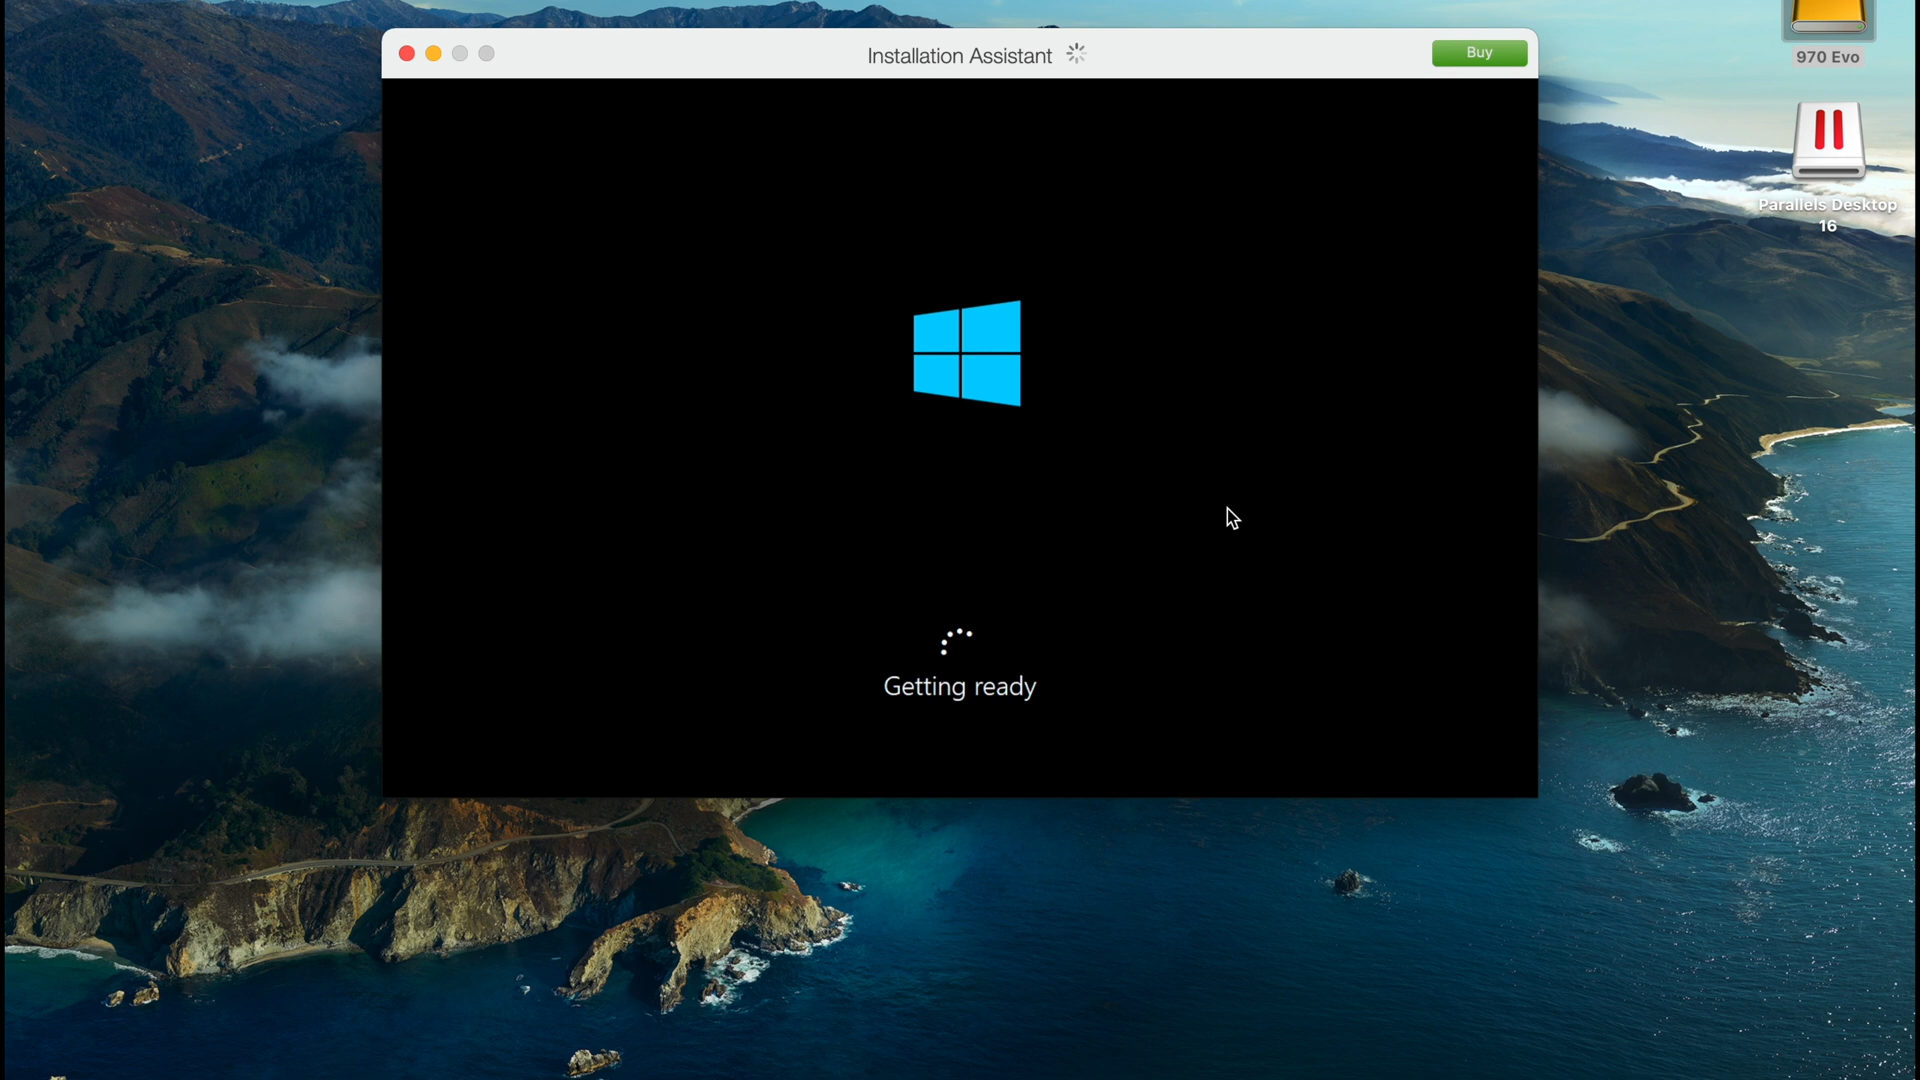 Installation Assistant
Buy
970 Evo
Parallels Desktop
16
Getting ready